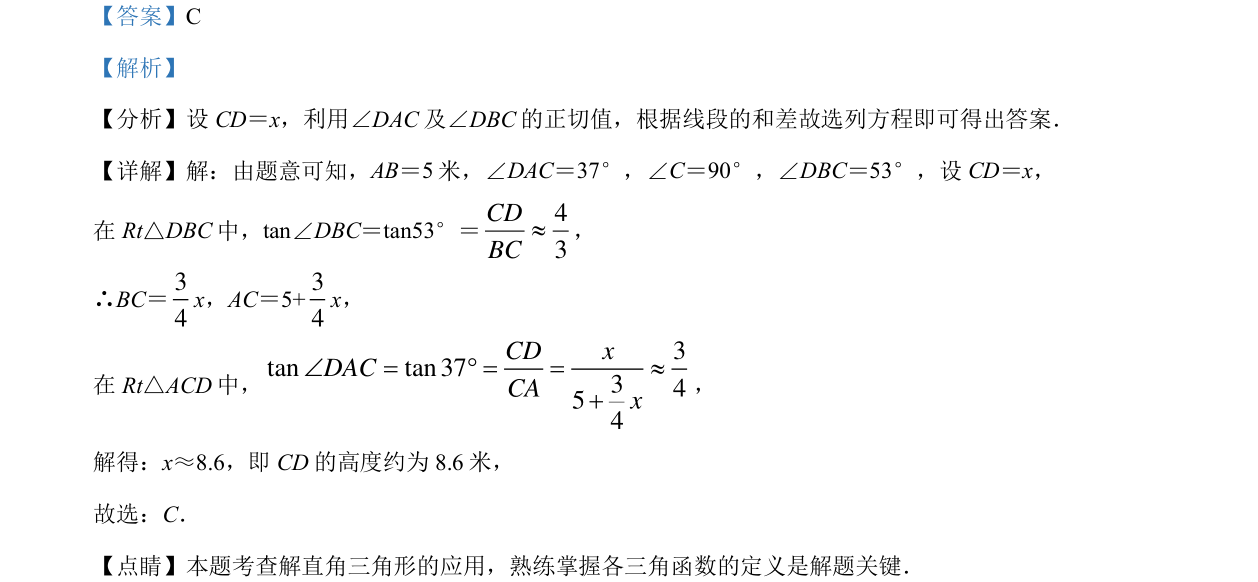 【答案】C
【解析】
【分析】设 CD＝x，利用∠DAC 及∠DBC 的正切值，根据线段的和差故选列方程即可得出答案．
【详解】解：由题意可知，AB＝5 米，∠DAC＝37°，∠C＝90°，∠DBC＝53°，设 CD＝x，
在 Rt△DBC 中，tan∠DBC＝tan53°＝CD/BC≈4/3，
∴BC＝3/4 x，AC＝5+3/4 x，
在 Rt△ACD 中，tan∠DAC = tan37° = CD/CA = x/(5+3/4 x) ≈ 3/4，
解得：x≈8.6，即 CD 的高度约为 8.6 米，
故选：C．
【点睛】本题考查解直角三角形的应用，熟练掌握各三角函数的定义是解题关键．